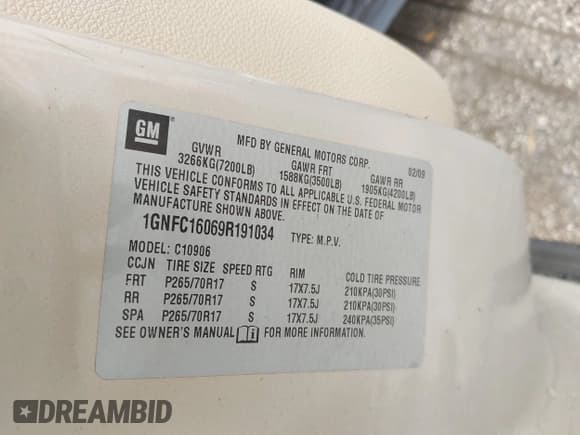 GM
MFD BY GENERAL MOTORS CORP. 02/09
GVWR GAWR FRT GAWR RR
3266KG(7200LB) 1588KG(3500LB) 1905KG(4200LB)
THIS VEHICLE CONFORMS TO ALL APPLICABLE U.S. FEDERAL MOTOR
VEHICLE SAFETY STANDARDS IN EFFECT ON THE DATE OF
MANUFACTURE SHOWN ABOVE.
1GNFC16069R191034 TYPE: M.P.V.
MODEL: C10906
CCJN TIRE SIZE SPEED RTG RIM COLD TIRE PRESSURE
FRT P265/70R17 S 17X7.5J 210KPA(30PSI)
RR P265/70R17 S 17X7.5J 210KPA(30PSI)
SPA P265/70R17 S 17X7.5J 240KPA(35PSI)
SEE OWNER'S MANUAL FOR MORE INFORMATION.
DREAMBID